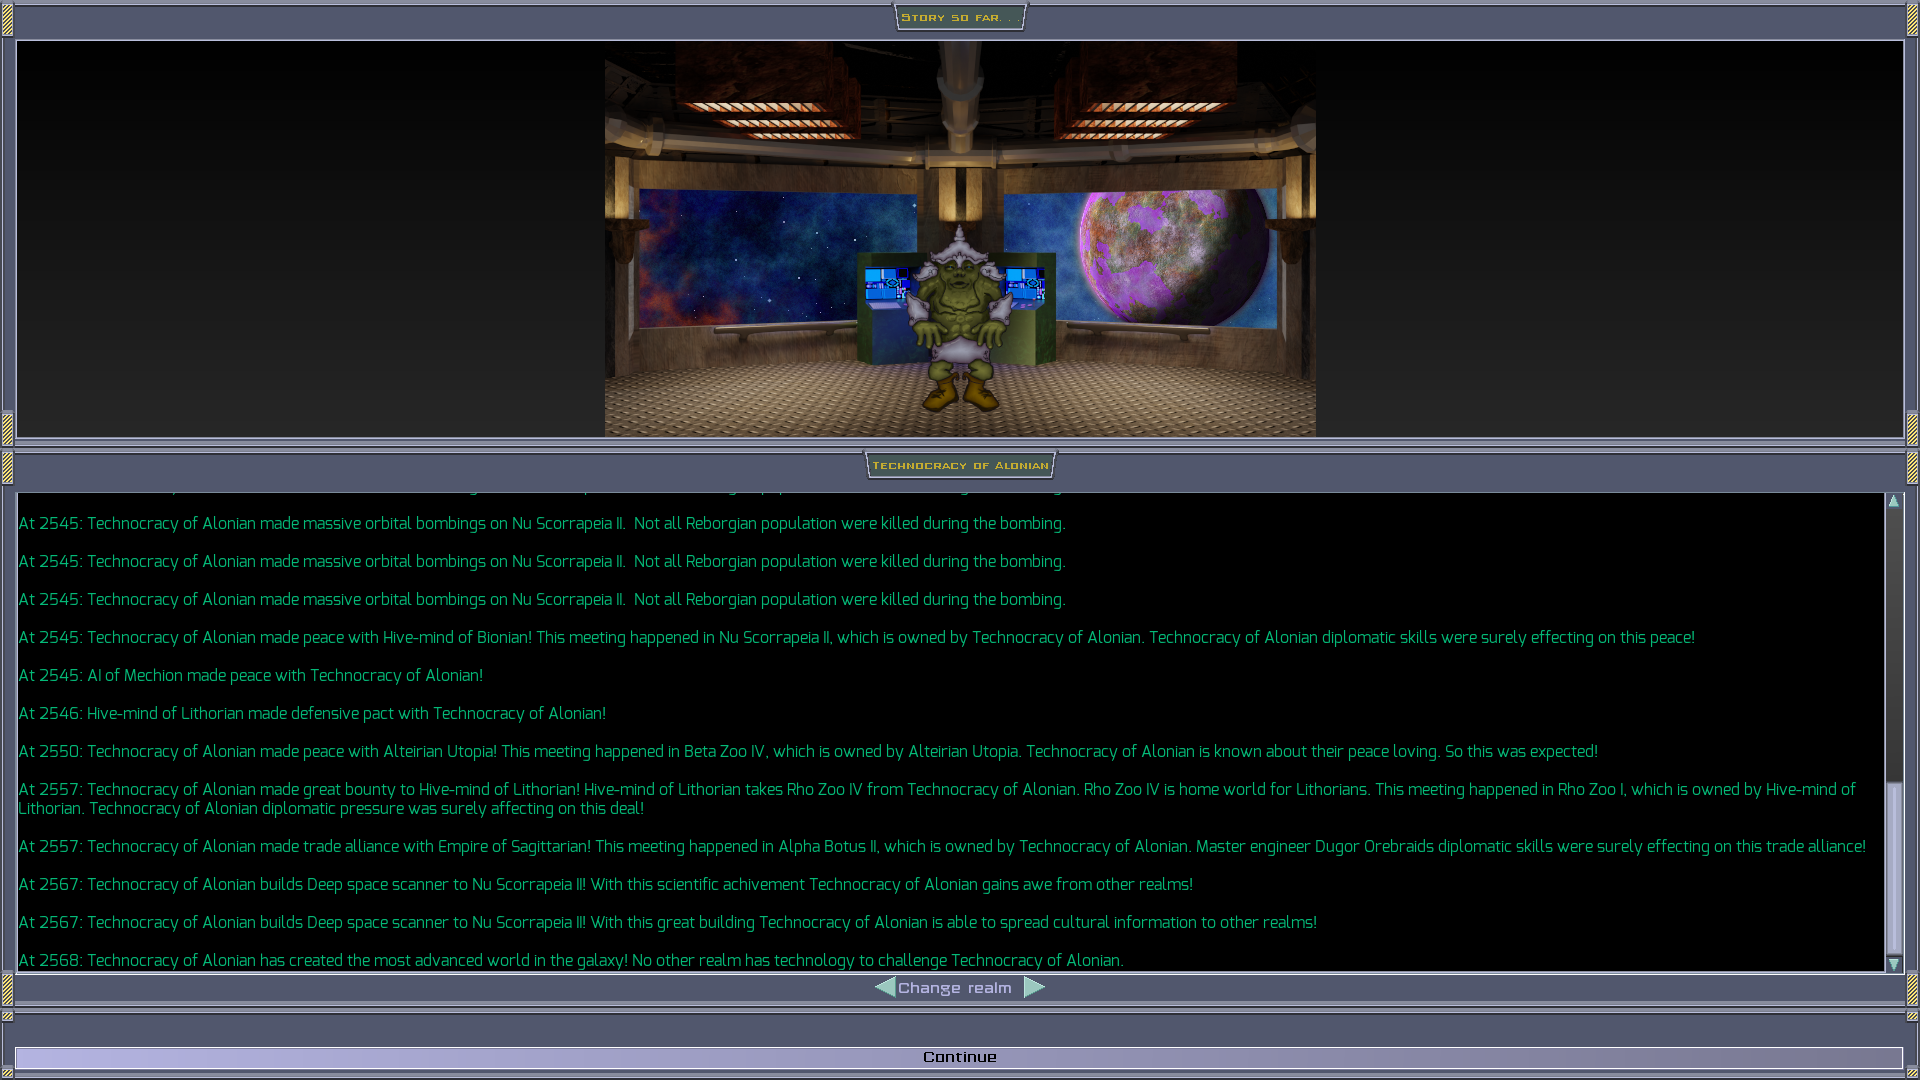 Story so far. . .
Technocracy of Alonian
At 2545: Technocracy of Alonian made massive orbital bombings on Nu Scorrapeia II.  Not all Reborgian population were killed during the bombing.
At 2545: Technocracy of Alonian made massive orbital bombings on Nu Scorrapeia II.  Not all Reborgian population were killed during the bombing.
At 2545: Technocracy of Alonian made massive orbital bombings on Nu Scorrapeia II.  Not all Reborgian population were killed during the bombing.
At 2545: Technocracy of Alonian made peace with Hive-mind of Bionian! This meeting happened in Nu Scorrapeia II, which is owned by Technocracy of Alonian. Technocracy of Alonian diplomatic skills were surely effecting on this peace!
At 2545: AI of Mechion made peace with Technocracy of Alonian!
At 2546: Hive-mind of Lithorian made defensive pact with Technocracy of Alonian!
At 2550: Technocracy of Alonian made peace with Alteirian Utopia! This meeting happened in Beta Zoo IV, which is owned by Alteirian Utopia. Technocracy of Alonian is known about their peace loving. So this was expected!
At 2557: Technocracy of Alonian made great bounty to Hive-mind of Lithorian! Hive-mind of Lithorian takes Rho Zoo IV from Technocracy of Alonian. Rho Zoo IV is home world for Lithorians. This meeting happened in Rho Zoo I, which is owned by Hive-mind of
Lithorian. Technocracy of Alonian diplomatic pressure was surely affecting on this deal!
At 2557: Technocracy of Alonian made trade alliance with Empire of Sagittarian! This meeting happened in Alpha Botus II, which is owned by Technocracy of Alonian. Master engineer Dugor Orebraids diplomatic skills were surely effecting on this trade alliance!
At 2567: Technocracy of Alonian builds Deep space scanner to Nu Scorrapeia II! With this scientific achivement Technocracy of Alonian gains awe from other realms!
At 2567: Technocracy of Alonian builds Deep space scanner to Nu Scorrapeia II! With this great building Technocracy of Alonian is able to spread cultural information to other realms!
At 2568: Technocracy of Alonian has created the most advanced world in the galaxy! No other realm has technology to challenge Technocracy of Alonian.
Change realm
Continue